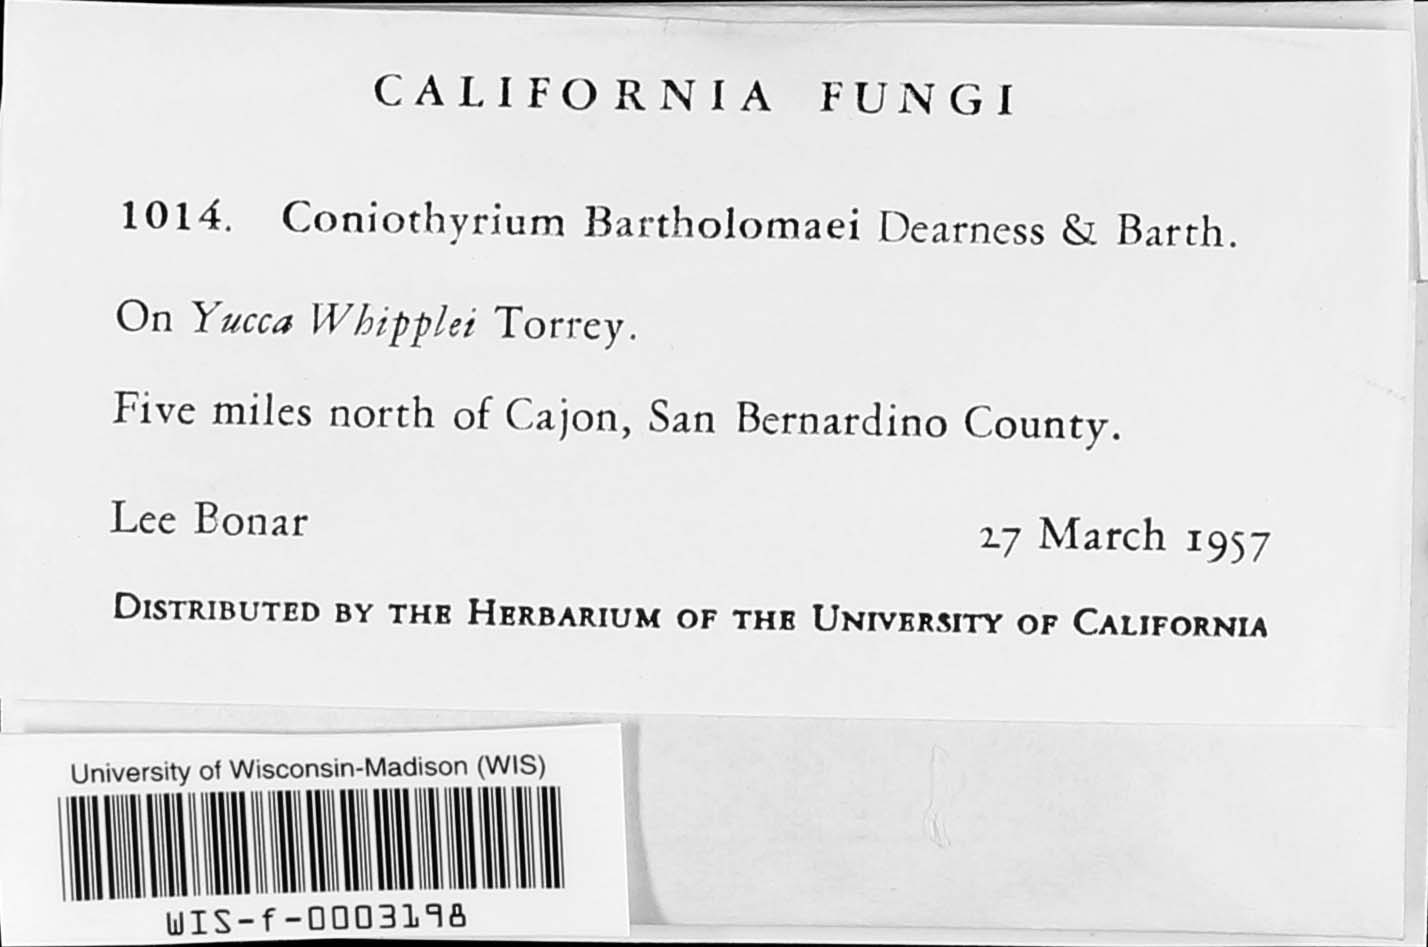 CALIFORNIA FUNGI
1014. Coniothyrium Bartholomaei Dearness & Barth.
On Yucca Whipplei Torrey.
Five miles north of Cajon, San Bernardino County.
Lee Bonar 27 March 1957
DISTRIBUTED BY THE HERBARIUM OF THE UNIVERSITY OF CALIFORNIA
University of Wisconsin-Madison (WIS)
WIS-f-0003198